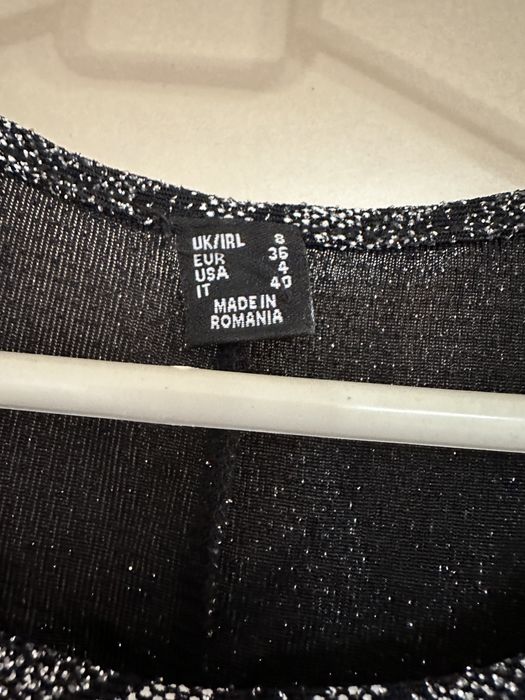 UK/IRL 8
EUR 36
USA 4
IT 40
MADE IN
ROMANIA